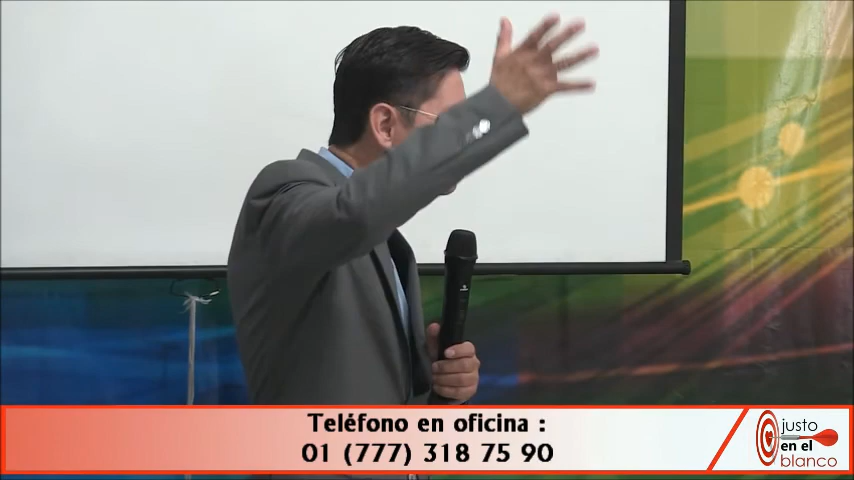 Teléfono en oficina :
01 (777) 318 75 90
justo
en el
blanco